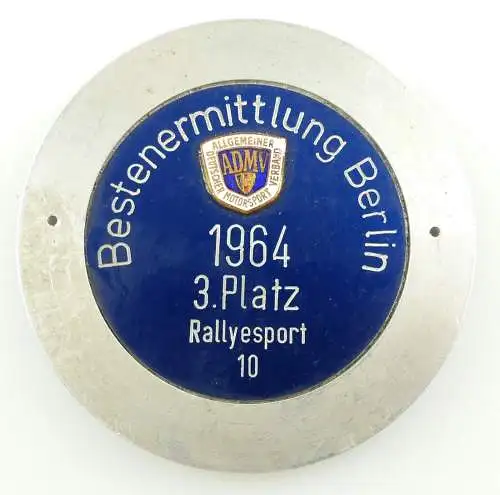 Bestenermittlung Berlin
ALLGEMEINER
DEUTSCHER MOTORSPORT VERBAND
ADMV
1964
3.Platz
Rallyesport
10